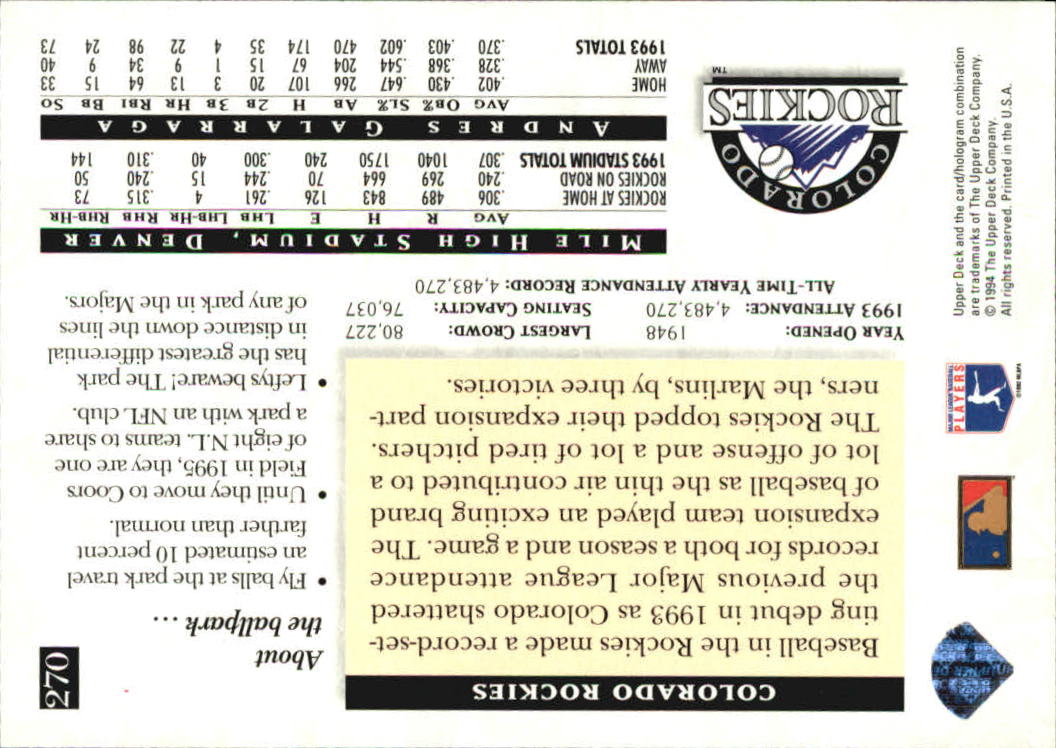 270
COLORADO ROCKIES
Baseball in the Rockies made a record-set-
ting debut in 1993 as Colorado shattered
the previous Major League attendance
records for both a season and a game. The
expansion team played an exciting brand
of baseball as the thin air contributed to a
lot of offense and a lot of tired pitchers.
The Rockies topped their expansion part-
ners, the Marlins, by three victories.
About
the ballpark ...
• Fly balls at the park travel
an estimated 10 percent
farther than normal.
• Until they move to Coors
Field in 1995, they are one
of eight N.L. teams to share
a park with an NFL club.
• Leftys beware! The park
has the greatest differential
in distance down the lines
of any park in the Majors.
YEAR OPENED: 1948 LARGEST CROWD: 80,227
1993 ATTENDANCE: 4,483,270 SEATING CAPACITY: 76,037
ALL-TIME YEARLY ATTENDANCE RECORD: 4,483,270
MILE HIGH STADIUM, DENVER
AVG R H E LHB LHB-HR RHB RHB-HR
ROCKIES AT HOME .306 489 843 126 .261 4 .315 73
ROCKIES ON ROAD .240 269 664 70 .244 15 .240 50
1993 STADIUM TOTALS .307 1040 1750 240 .300 40 .310 144
ANDRES GALARRAGA
AVG OB% SL% AB H 2B 3B HR RBI BB SO
HOME .402 .430 .647 266 107 20 3 13 64 15 33
AWAY .328 .368 .544 204 67 15 1 9 34 9 40
1993 TOTALS .370 .403 .602 470 174 35 4 22 98 24 73
COLORADO
ROCKIES
TM
MAJOR LEAGUE BASEBALL
PLAYERS
©1992 MLBPA
Upper Deck and the card/hologram combination
are trademarks of The Upper Deck Company.
© 1994 The Upper Deck Company.
All rights reserved. Printed in the U.S.A.